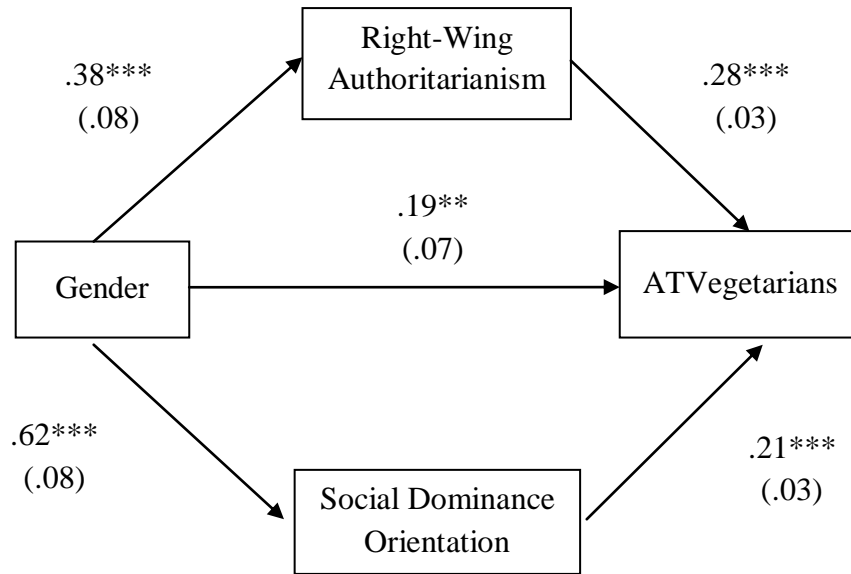 Right-Wing
Authoritarianism
.38***
(.08)
.28***
(.03)
.19**
(.07)
Gender
ATVegetarians
.62***
(.08)
.21***
(.03)
Social Dominance
Orientation